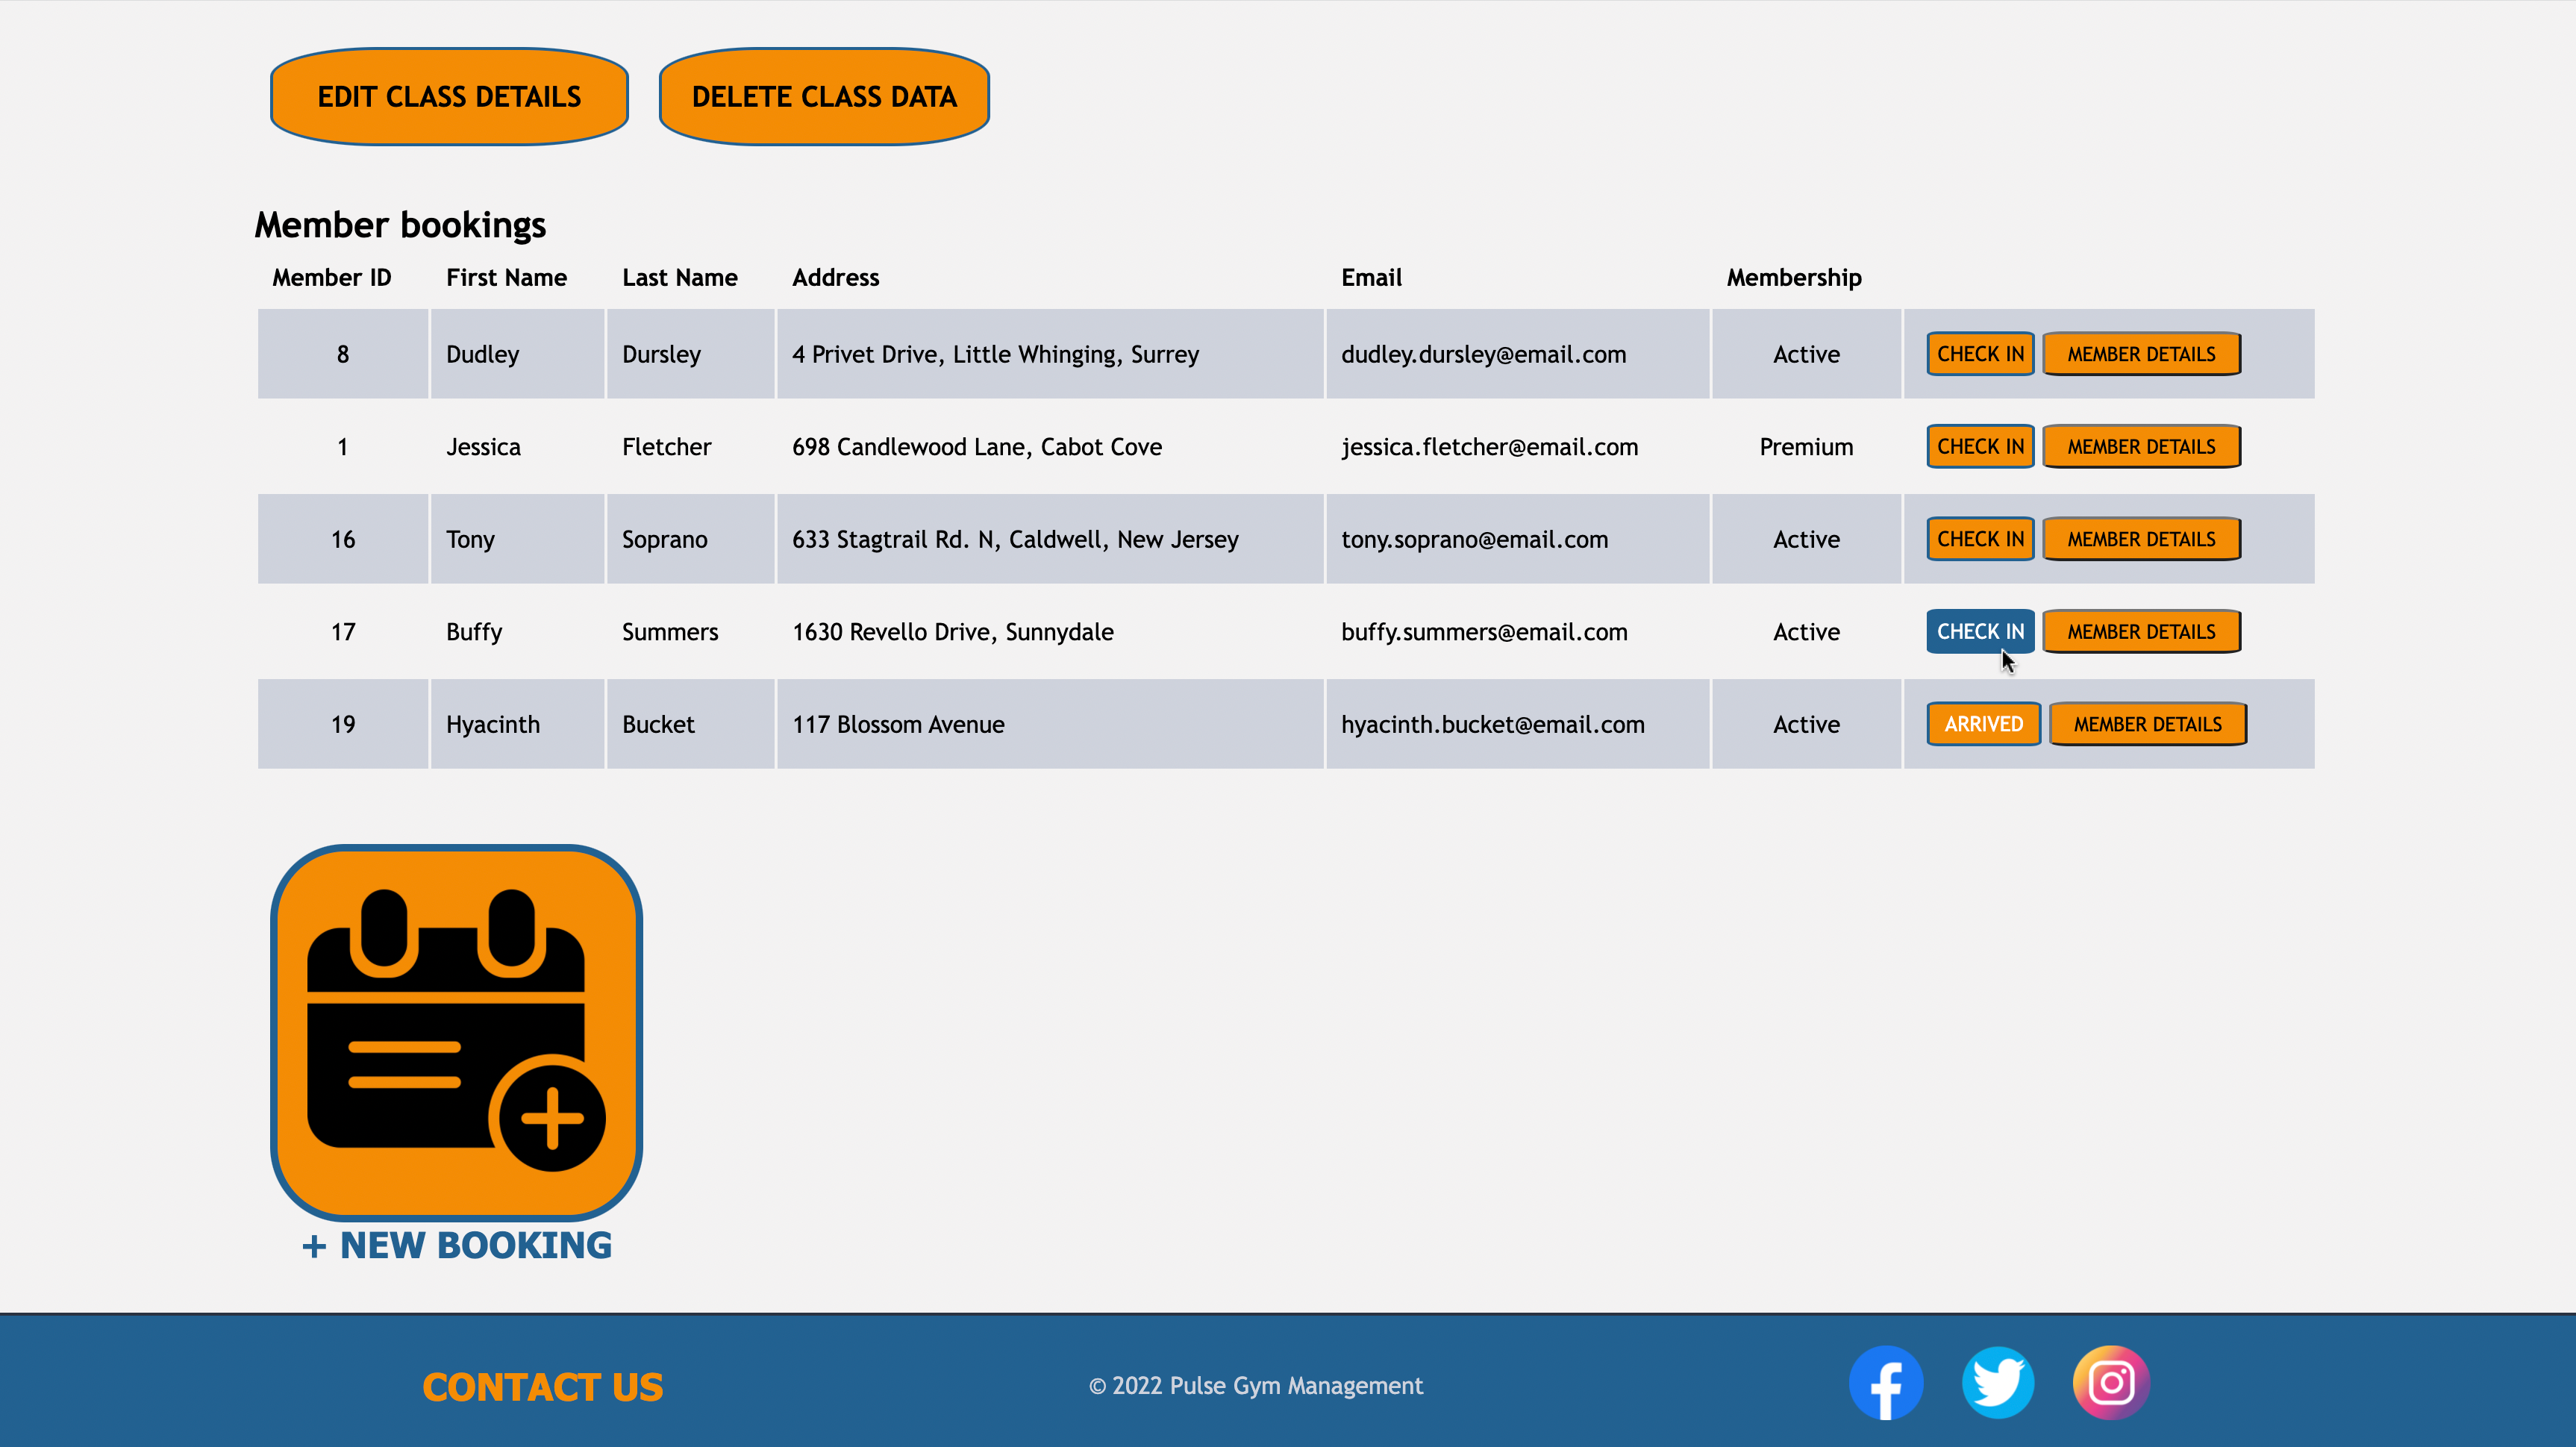 EDIT CLASS DETAILS DELETE CLASS DATA
Member bookings
Member ID First Name Last Name Address Email Membership
8 Dudley Dursley 4 Privet Drive, Little Whinging, Surrey dudley.dursley@email.com Active CHECK IN MEMBER DETAILS
1 Jessica Fletcher 698 Candlewood Lane, Cabot Cove jessica.fletcher@email.com Premium CHECK IN MEMBER DETAILS
16 Tony Soprano 633 Stagtrail Rd. N, Caldwell, New Jersey tony.soprano@email.com Active CHECK IN MEMBER DETAILS
17 Buffy Summers 1630 Revello Drive, Sunnydale buffy.summers@email.com Active CHECK IN MEMBER DETAILS
19 Hyacinth Bucket 117 Blossom Avenue hyacinth.bucket@email.com Active ARRIVED MEMBER DETAILS
+ NEW BOOKING
CONTACT US © 2022 Pulse Gym Management